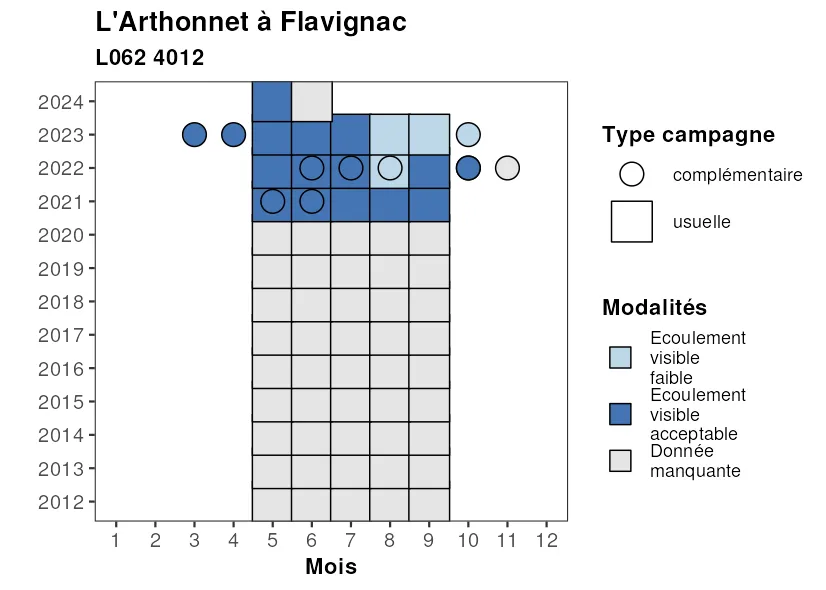 L'Arthonnet à Flavignac
L062 4012
2024
2023
2022
2021
2020
2019
2018
2017
2016
2015
2014
2013
2012
1 2 3 4 5 6 7 8 9 10 11 12
Mois
Type campagne
complémentaire
usuelle
Modalités
Ecoulement
visible
faible
Ecoulement
visible
acceptable
Donnée
manquante